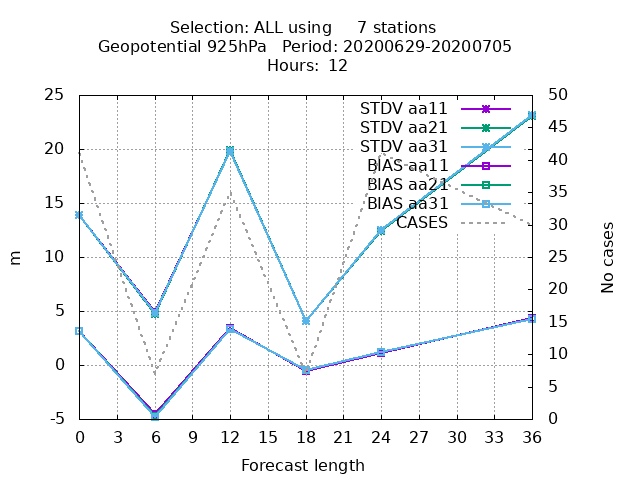 Selection: ALL using 7 stations
Geopotential 925hPa Period: 20200629-20200705
Hours: 12
25 50
STDV aa11
45
STDV aa21
20 STDV aa31 40
BIAS aa11
35
BIAS aa21
15 BIAS aa31
30
CASES
10 25
m No cases
20
5 15
0 10
5
-5 0
0 3 6 9 12 15 18 21 24 27 30 33 36
Forecast length